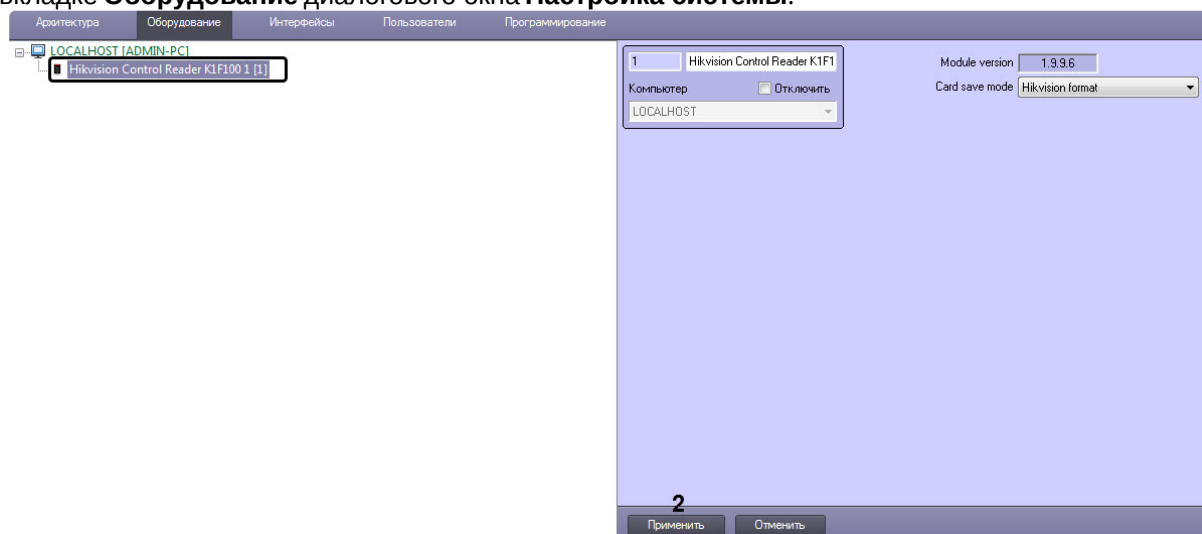 вкладке Оборудование диалогового окна Настройка системы.
Архитектура Оборудование Интерфейсы Пользователи Программирование
LOCALHOST [ADMIN-PC]
Hikvision Control Reader K1F100 1 [1]
1 Hikvision Control Reader K1F1
Компьютер Отключить
LOCALHOST
Module version 1.9.9.6
Card save mode Hikvision format
2
Применить Отменить